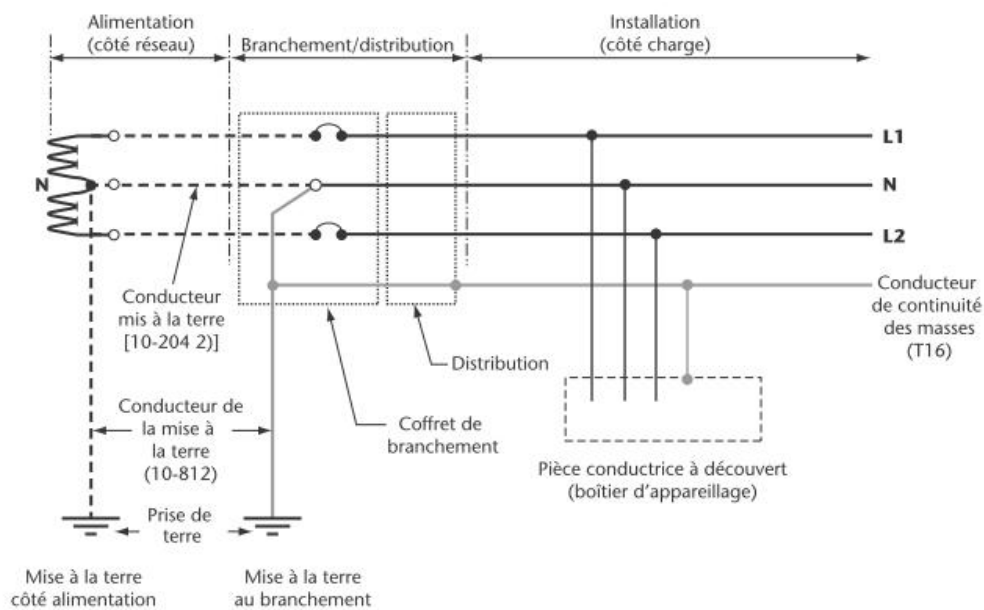 Alimentation
(côté réseau)
Branchement/distribution
Installation
(côté charge)
L1
N
N
L2
Conducteur
mis à la terre
[10-204 2)]
Conducteur
de continuité
des masses
(T16)
Distribution
Conducteur de
la mise à
la terre
(10-812)
Coffret de
branchement
Pièce conductrice à découvert
(boîtier d'appareillage)
Prise de
terre
Mise à la terre
côté alimentation
Mise à la terre
au branchement